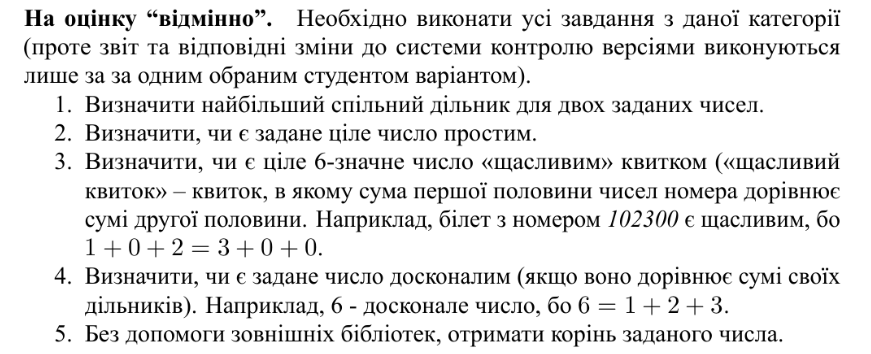 На оцінку “відмінно”. Необхідно виконати усі завдання з даної категорії
(проте звіт та відповідні зміни до системи контролю версіями виконуються
лише за за одним обраним студентом варіантом).
1. Визначити найбільший спільний дільник для двох заданих чисел.
2. Визначити, чи є задане ціле число простим.
3. Визначити, чи є ціле 6-значне число «щасливим» квитком («щасливий
квиток» – квиток, в якому сума першої половини чисел номера дорівнює
сумі другої половини. Наприклад, білет з номером 102300 є щасливим, бо
1 + 0 + 2 = 3 + 0 + 0.
4. Визначити, чи є задане число досконалим (якщо воно дорівнює сумі своїх
дільників). Наприклад, 6 - досконале число, бо 6 = 1 + 2 + 3.
5. Без допомоги зовнішніх бібліотек, отримати корінь заданого числа.